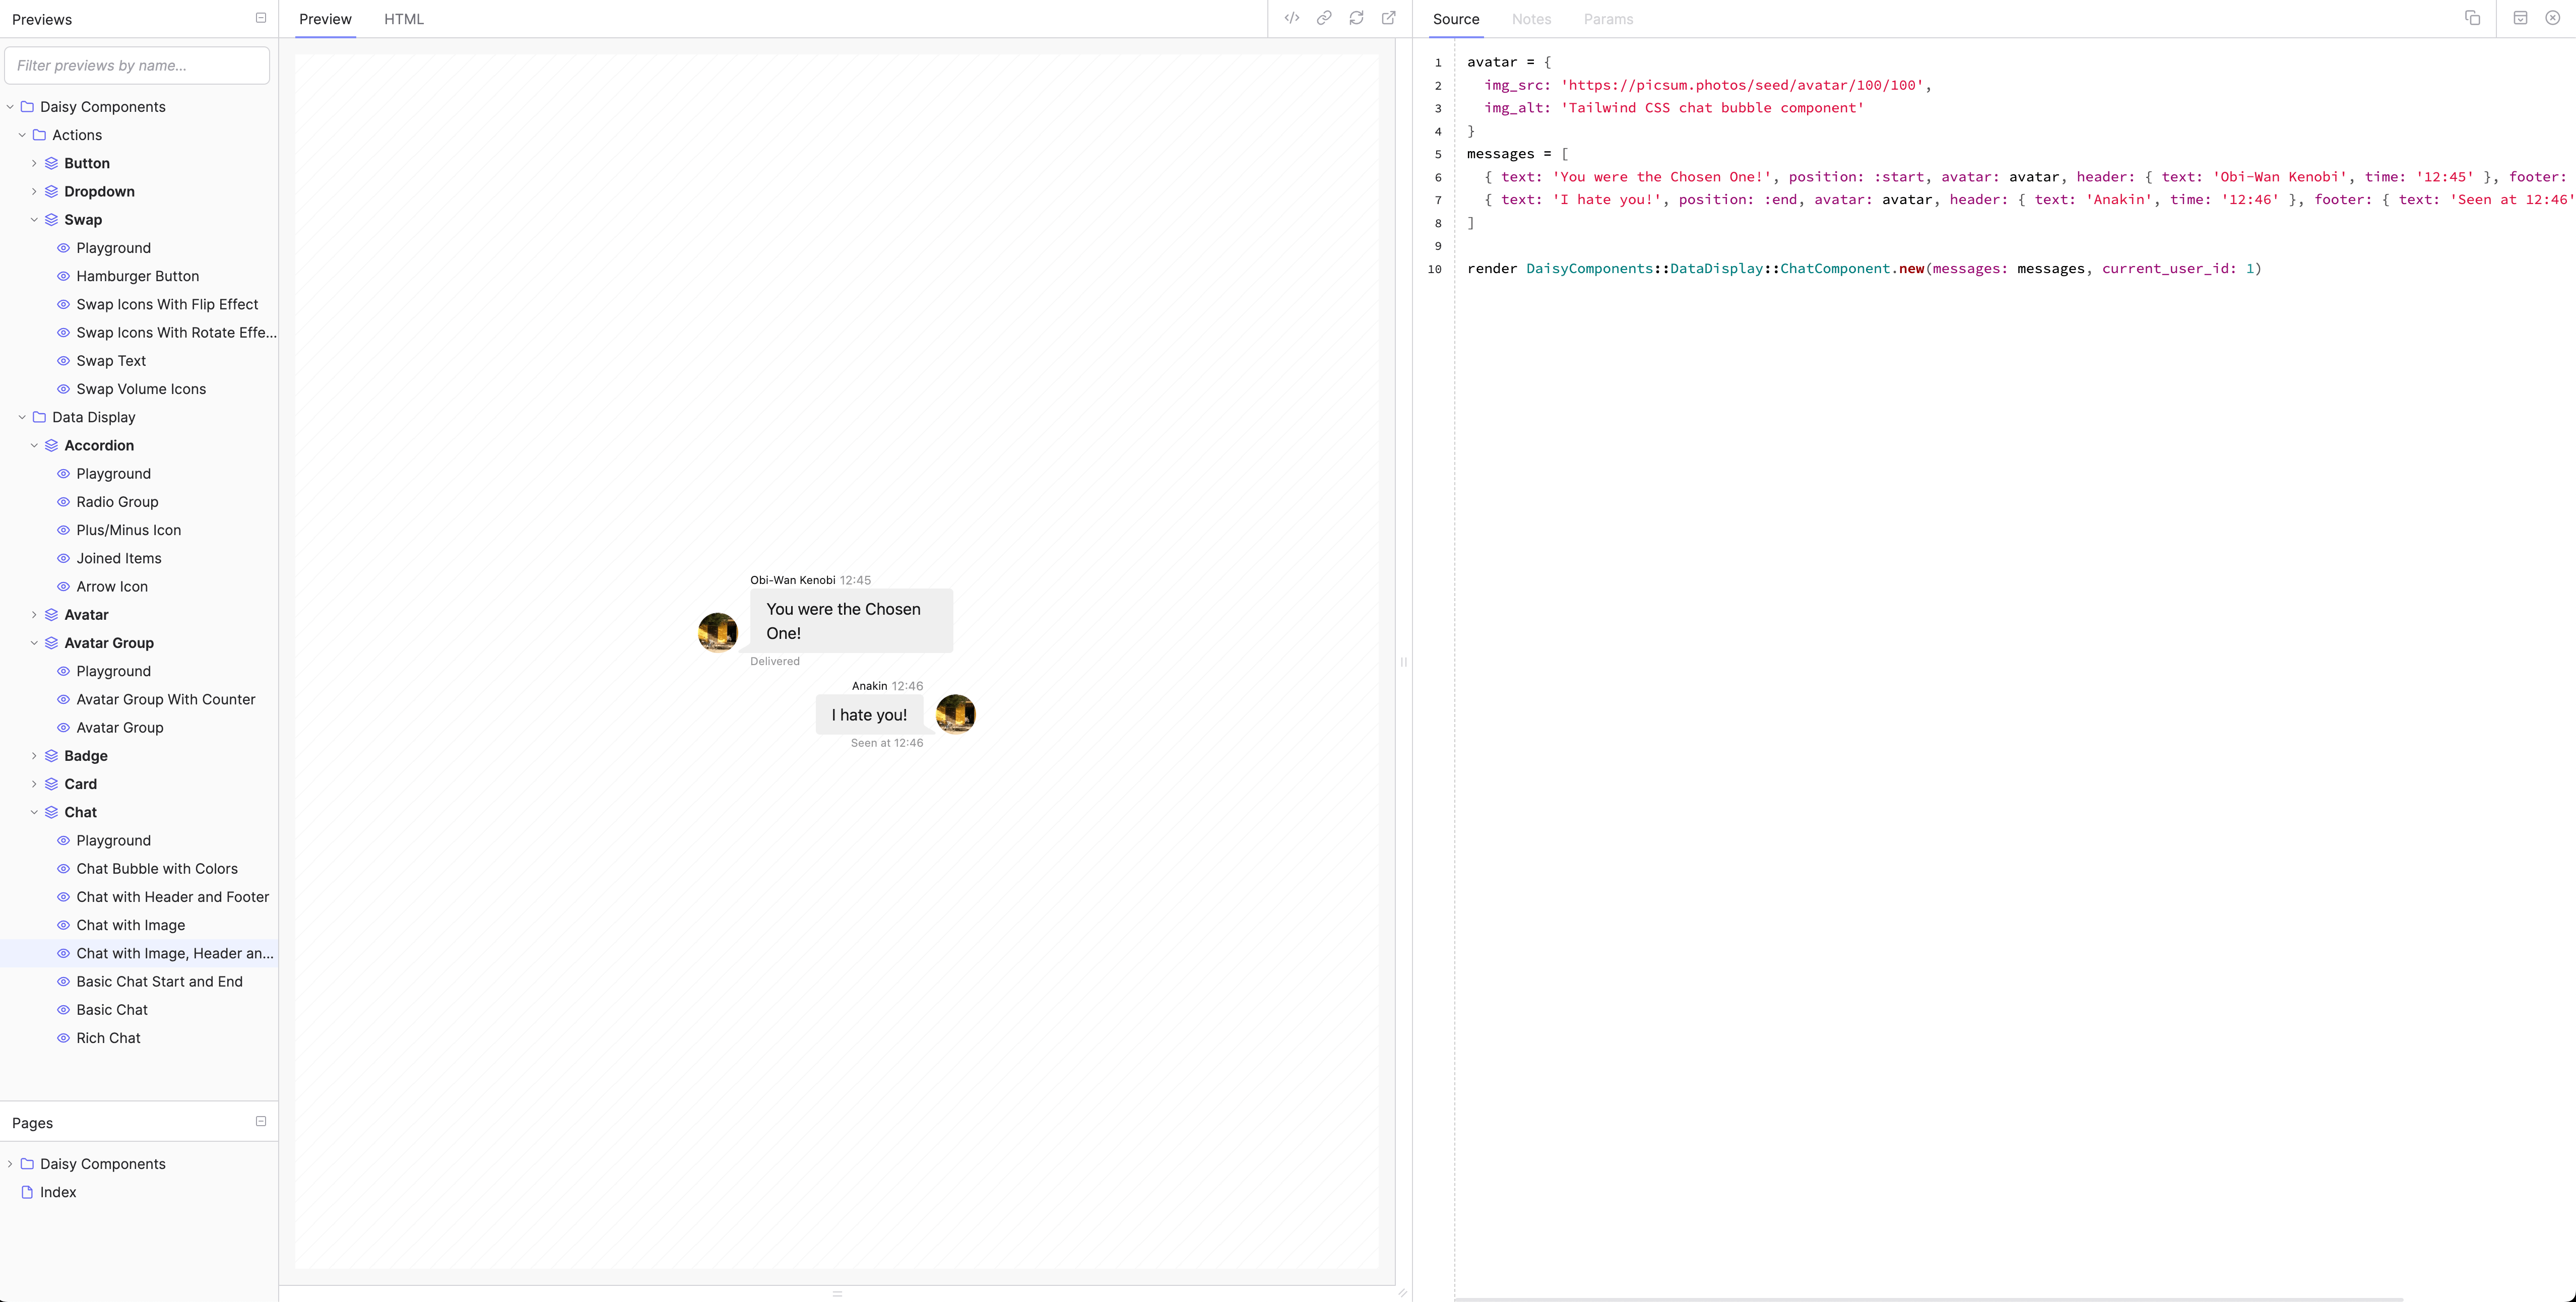 Previews
Filter previews by name...
Daisy Components
Actions
Button
Dropdown
Swap
Playground
Hamburger Button
Swap Icons With Flip Effect
Swap Icons With Rotate Effe...
Swap Text
Swap Volume Icons
Data Display
Accordion
Playground
Radio Group
Plus/Minus Icon
Joined Items
Arrow Icon
Avatar
Avatar Group
Playground
Avatar Group With Counter
Avatar Group
Badge
Card
Chat
Playground
Chat Bubble with Colors
Chat with Header and Footer
Chat with Image
Chat with Image, Header an...
Basic Chat Start and End
Basic Chat
Rich Chat
Pages
Daisy Components
Index
Preview HTML
Obi-Wan Kenobi 12:45
You were the Chosen
One!
Delivered
Anakin 12:46
I hate you!
Seen at 12:46
Source Notes Params
1 avatar = {
2 img_src: 'https://picsum.photos/seed/avatar/100/100',
3 img_alt: 'Tailwind CSS chat bubble component'
4 }
5 messages = [
6 { text: 'You were the Chosen One!', position: :start, avatar: avatar, header: { text: 'Obi-Wan Kenobi', time: '12:45' }, footer:
7 { text: 'I hate you!', position: :end, avatar: avatar, header: { text: 'Anakin', time: '12:46' }, footer: { text: 'Seen at 12:46'
8 ]
9
10 render DaisyComponents::DataDisplay::ChatComponent.new(messages: messages, current_user_id: 1)